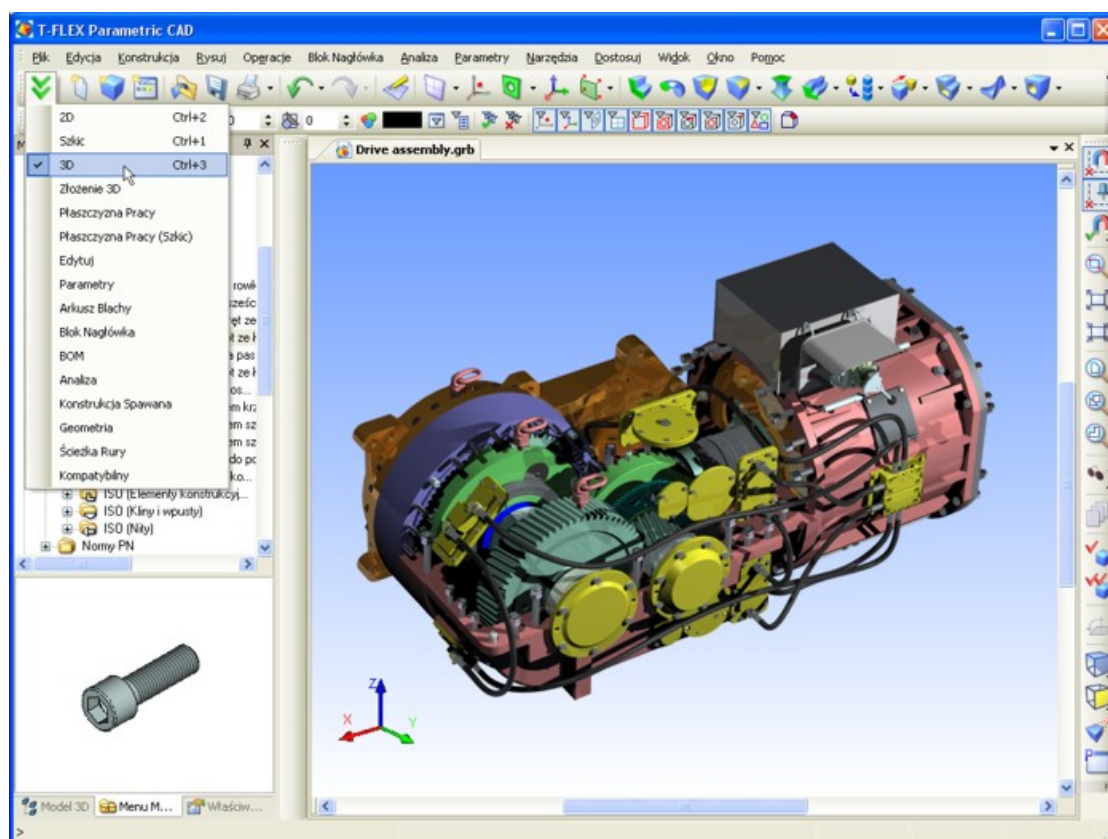 T-FLEX Parametric CAD
Plik Edycja Konstrukcja Rysuj Operacje Blok Nagłówka Analiza Parametry Narzędzia Dostosuj Widok Okno Pomoc
0 0
2D Ctrl+2
Szkic Ctrl+1
3D Ctrl+3
Złożenie 3D
Płaszczyzna Pracy
Płaszczyzna Pracy (Szkic)
Edytuj
Parametry
Arkusz Blachy
Blok Nagłówka
BOM
Analiza
Konstrukcja Spawana
Geometria
Ścieżka Rury
Kompatybilny
Drive assembly.grb
ISO (Elementy konstrukcyj...
ISO (Kliny i wpusty)
ISO (Nity)
Normy PN
Z
X
Y
Model 3D Menu M... Właściw...
>